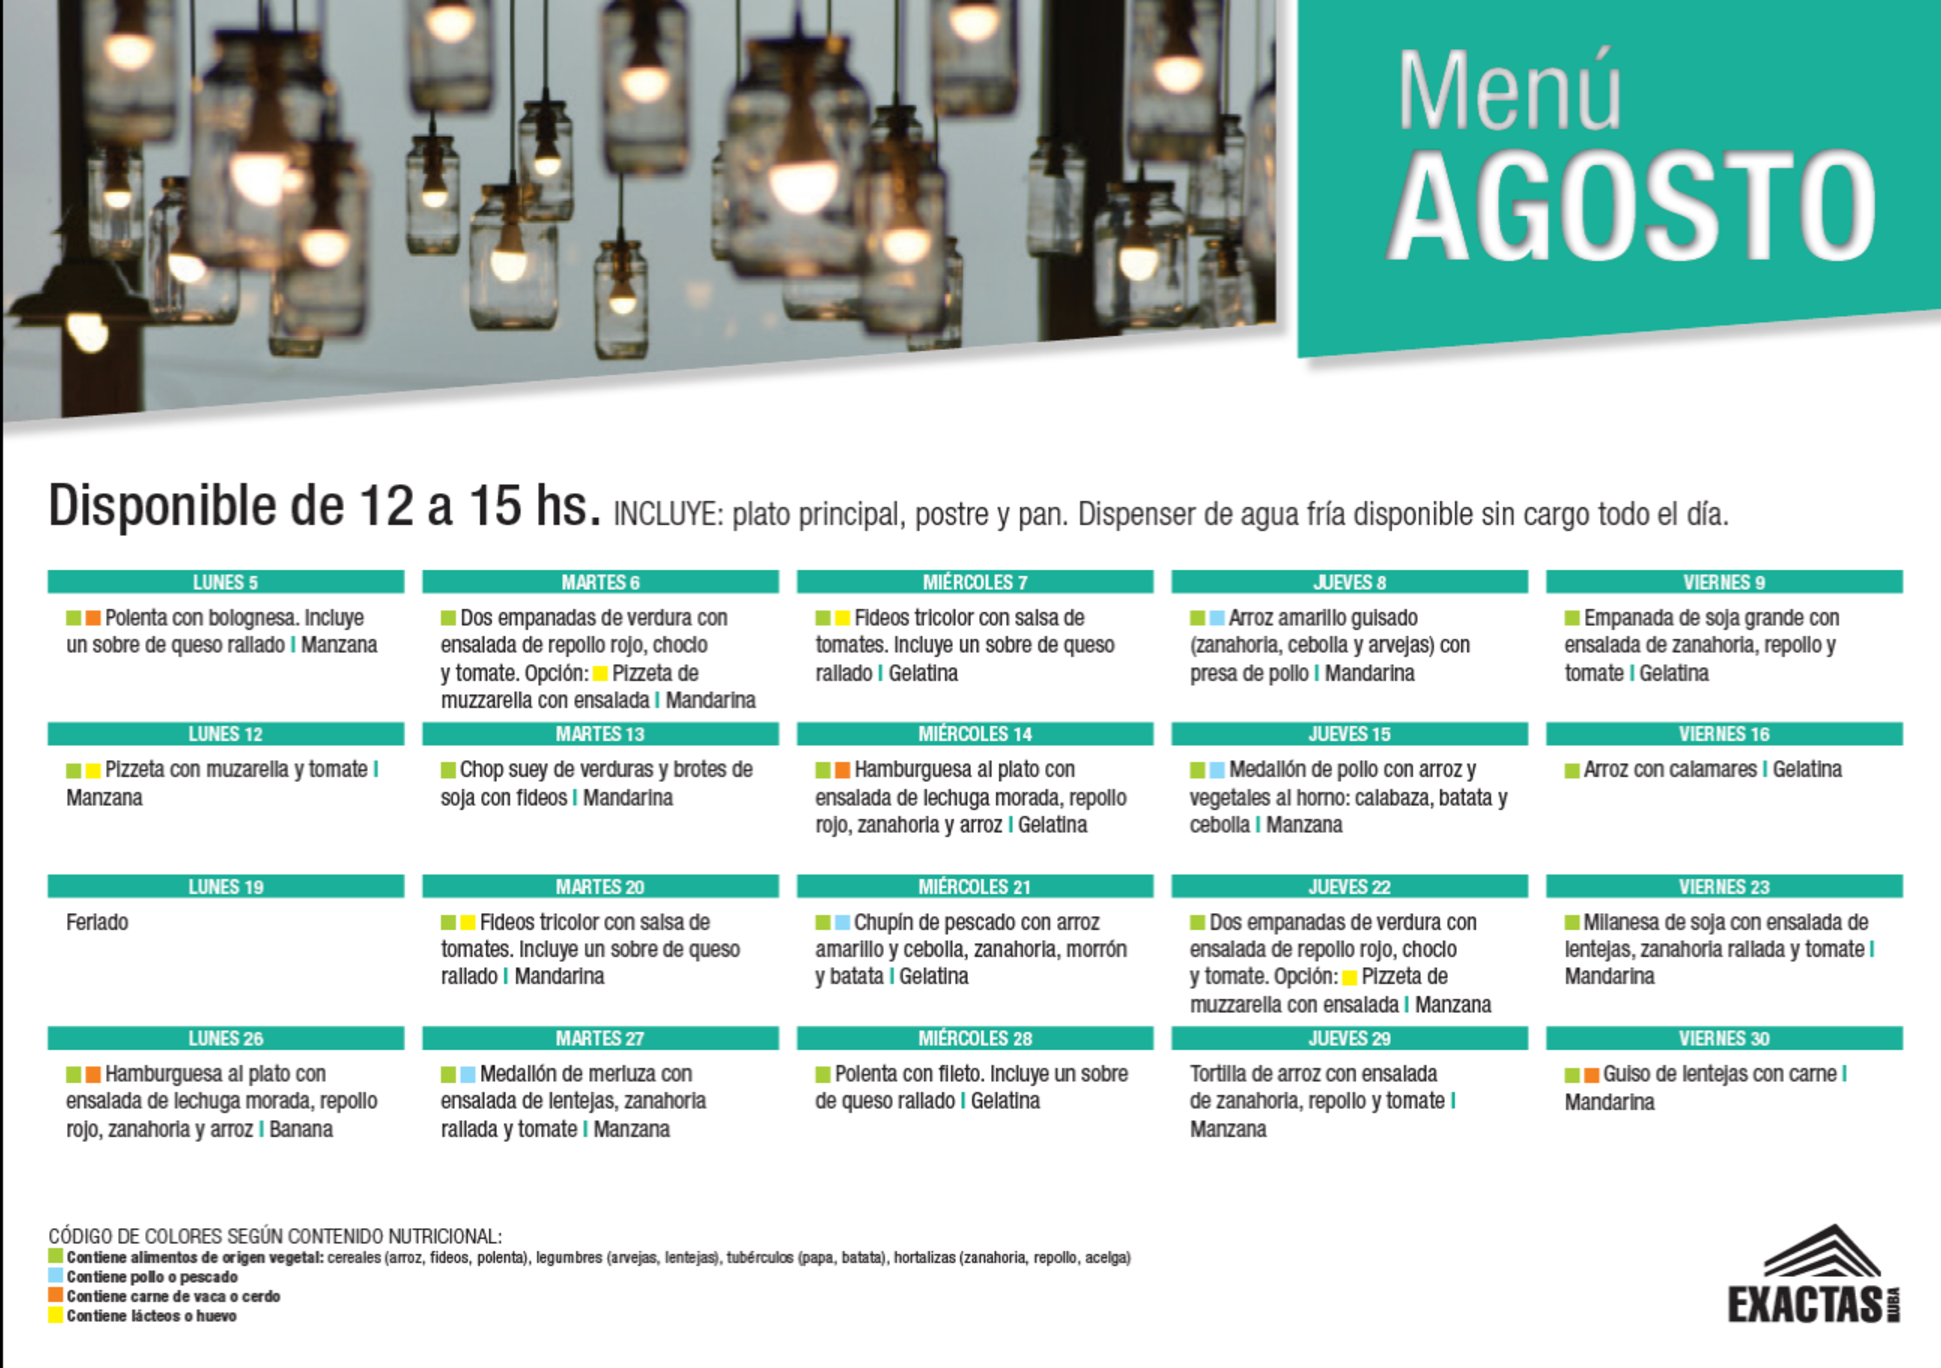 Menú
AGOSTO
Disponible de 12 a 15 hs. INCLUYE: plato principal, postre y pan. Dispenser de agua fría disponible sin cargo todo el día.
LUNES 5
Polenta con bolognesa. Incluye
un sobre de queso rallado | Manzana
MARTES 6
Dos empanadas de verdura con
ensalada de repollo rojo, choclo
y tomate. Opción: Pizzeta de
muzzarella con ensalada | Mandarina
MIÉRCOLES 7
Fideos tricolor con salsa de
tomates. Incluye un sobre de queso
rallado | Gelatina
JUEVES 8
Arroz amarillo guisado
(zanahoria, cebolla y arvejas) con
presa de pollo | Mandarina
VIERNES 9
Empanada de soja grande con
ensalada de zanahoria, repollo y
tomate | Gelatina
LUNES 12
Pizzeta con muzarella y tomate |
Manzana
MARTES 13
Chop suey de verduras y brotes de
soja con fideos | Mandarina
MIÉRCOLES 14
Hamburguesa al plato con
ensalada de lechuga morada, repollo
rojo, zanahoria y arroz | Gelatina
JUEVES 15
Medallón de pollo con arroz y
vegetales al horno: calabaza, batata y
cebolla | Manzana
VIERNES 16
Arroz con calamares | Gelatina
LUNES 19
Feriado
MARTES 20
Fideos tricolor con salsa de
tomates. Incluye un sobre de queso
rallado | Mandarina
MIÉRCOLES 21
Chupín de pescado con arroz
amarillo y cebolla, zanahoria, morrón
y batata | Gelatina
JUEVES 22
Dos empanadas de verdura con
ensalada de repollo rojo, choclo
y tomate. Opción: Pizzeta de
muzzarella con ensalada | Manzana
VIERNES 23
Milanesa de soja con ensalada de
lentejas, zanahoria rallada y tomate |
Mandarina
LUNES 26
Hamburguesa al plato con
ensalada de lechuga morada, repollo
rojo, zanahoria y arroz | Banana
MARTES 27
Medallón de merluza con
ensalada de lentejas, zanahoria
rallada y tomate | Manzana
MIÉRCOLES 28
Polenta con fileto. Incluye un sobre
de queso rallado | Gelatina
JUEVES 29
Tortilla de arroz con ensalada
de zanahoria, repollo y tomate |
Manzana
VIERNES 30
Guiso de lentejas con carne |
Mandarina
CÓDIGO DE COLORES SEGÚN CONTENIDO NUTRICIONAL:
Contiene alimentos de origen vegetal: cereales (arroz, fideos, polenta), legumbres (arvejas, lentejas), tubérculos (papa, batata), hortalizas (zanahoria, repollo, acelga)
Contiene pollo o pescado
Contiene carne de vaca o cerdo
Contiene lácteos o huevo
EXACTAS UBA